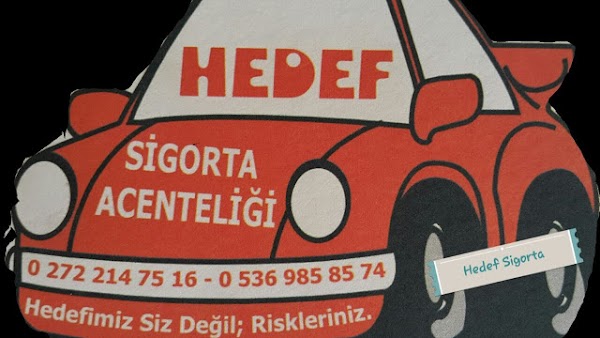 HEDEF
SİGORTA
ACENTELİĞİ
0 272 214 75 16 - 0 536 985 85 74
Hedefimiz Siz Değil; Riskleriniz.
Hedef Sigorta